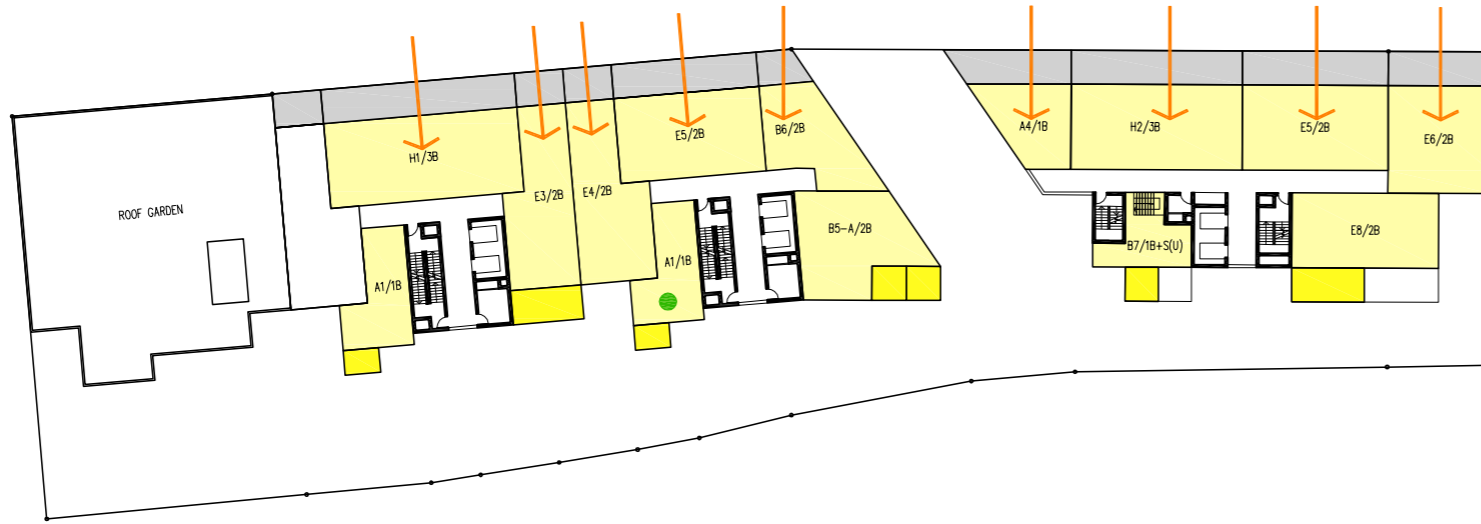 ROOF GARDEN
H1/3B
E3/2B
E4/2B
E5/2B
B6/2B
A1/1B
A1/1B
B5-A/2B
A4/1B
H2/3B
E5/2B
E6/2B
B7/1B+S(U)
E8/2B